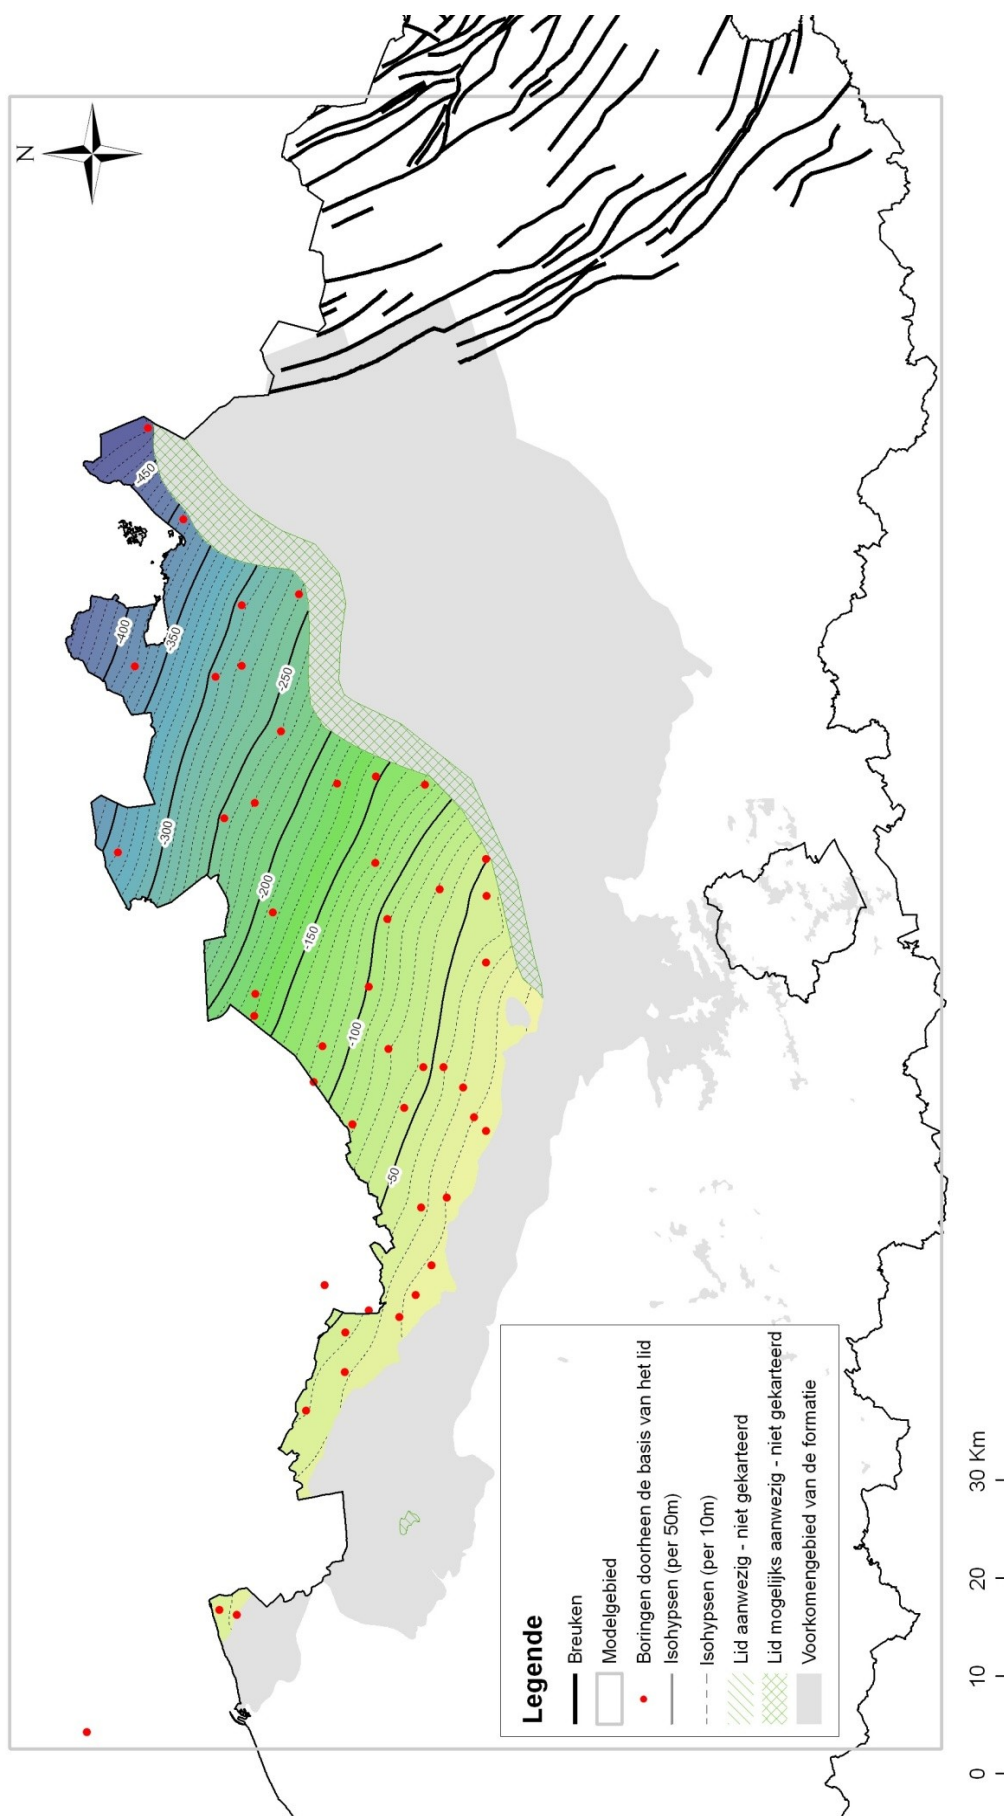 N
-450
-400
-350
-300
-250
-200
-150
-100
-50
Legende
Breuken
Modelgebied
Boringen doorheen de basis van het lid
Isohypsen (per 50m)
Isohypsen (per 10m)
Lid aanwezig - niet gekarteerd
Lid mogelijks aanwezig - niet gekarteerd
Voorkomengebied van de formatie
0 10 20 30 Km